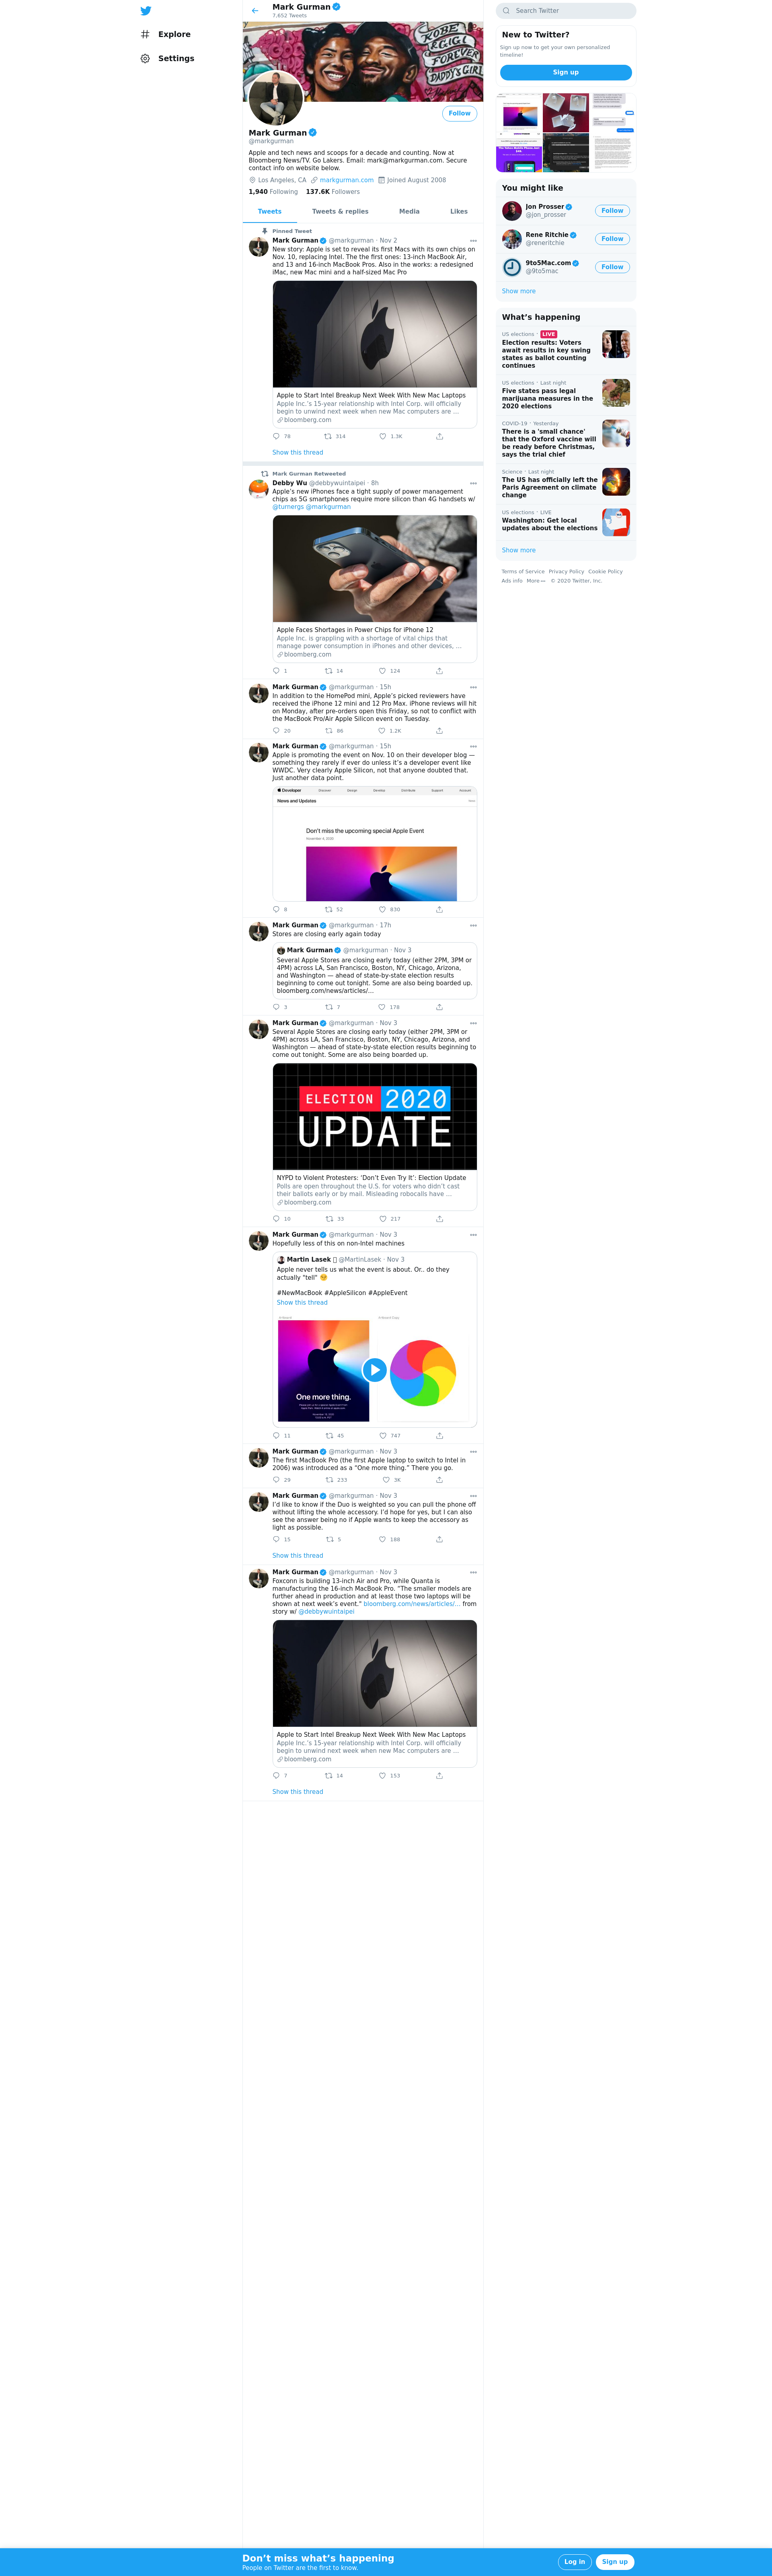 Explore
Settings
Mark Gurman
7,652 Tweets
KOBE
GIGI
FOREVER
DADDY'S GIRL
Follow
Mark Gurman
@markgurman
Apple and tech news and scoops for a decade and counting. Now at
Bloomberg News/TV. Go Lakers. Email: mark@markgurman.com. Secure
contact info on website below.
Los Angeles, CA markgurman.com Joined August 2008
1,940 Following 137.6K Followers
Tweets Tweets & replies Media Likes
Pinned Tweet
Mark Gurman @markgurman · Nov 2
New story: Apple is set to reveal its first Macs with its own chips on
Nov. 10, replacing Intel. The the first ones: 13-inch MacBook Air,
and 13 and 16-inch MacBook Pros. Also in the works: a redesigned
iMac, new Mac mini and a half-sized Mac Pro
Apple to Start Intel Breakup Next Week With New Mac Laptops
Apple Inc.'s 15-year relationship with Intel Corp. will officially
begin to unwind next week when new Mac computers are ...
bloomberg.com
78 314 1.3K
Show this thread
Mark Gurman Retweeted
Debby Wu @debbywuintaipei · 8h
Apple's new iPhones face a tight supply of power management
chips as 5G smartphones require more silicon than 4G handsets w/
@turnergs @markgurman
Apple Faces Shortages in Power Chips for iPhone 12
Apple Inc. is grappling with a shortage of vital chips that
manage power consumption in iPhones and other devices, ...
bloomberg.com
1 14 124
Mark Gurman @markgurman · 15h
In addition to the HomePod mini, Apple's picked reviewers have
received the iPhone 12 mini and 12 Pro Max. iPhone reviews will hit
on Monday, after pre-orders open this Friday, so not to conflict with
the MacBook Pro/Air Apple Silicon event on Tuesday.
20 86 1.2K
Mark Gurman @markgurman · 15h
Apple is promoting the event on Nov. 10 on their developer blog —
something they rarely if ever do unless it's a developer event like
WWDC. Very clearly Apple Silicon, not that anyone doubted that.
Just another data point.
Developer Discover Design Develop Distribute Support Account
News and Updates
Don't miss the upcoming special Apple Event
8 52 830
Mark Gurman @markgurman · 17h
Stores are closing early again today
Mark Gurman @markgurman · Nov 3
Several Apple Stores are closing early today (either 2PM, 3PM or
4PM) across LA, San Francisco, Boston, NY, Chicago, Arizona,
and Washington — ahead of state-by-state election results
beginning to come out tonight. Some are also being boarded up.
bloomberg.com/news/articles/...
3 7 178
Mark Gurman @markgurman · Nov 3
Several Apple Stores are closing early today (either 2PM, 3PM or
4PM) across LA, San Francisco, Boston, NY, Chicago, Arizona, and
Washington — ahead of state-by-state election results beginning to
come out tonight. Some are also being boarded up.
ELECTION 2020
UPDATE
NYPD to Violent Protesters: 'Don't Even Try It': Election Update
Polls are open throughout the U.S. for voters who didn't cast
their ballots early or by mail. Misleading robocalls have ...
bloomberg.com
10 33 217
Mark Gurman @markgurman · Nov 3
Hopefully less of this on non-Intel machines
Martin Lasek @MartinLasek · Nov 3
Apple never tells us what the event is about. Or.. do they
actually "tell" 🧐
#NewMacBook #AppleSilicon #AppleEvent
Show this thread
One more thing.
11 45 747
Mark Gurman @markgurman · Nov 3
The first MacBook Pro (the first Apple laptop to switch to Intel in
2006) was introduced as a "One more thing." There you go.
29 233 3K
Mark Gurman @markgurman · Nov 3
I'd like to know if the Duo is weighted so you can pull the phone off
without lifting the whole accessory. I'd hope for yes, but I can also
see the answer being no if Apple wants to keep the accessory as
light as possible.
15 5 188
Show this thread
Mark Gurman @markgurman · Nov 3
Foxconn is building 13-inch Air and Pro, while Quanta is
manufacturing the 16-inch MacBook Pro. "The smaller models are
further ahead in production and at least those two laptops will be
shown at next week's event." bloomberg.com/news/articles/... from
story w/ @debbywuintaipei
Apple to Start Intel Breakup Next Week With New Mac Laptops
Apple Inc.'s 15-year relationship with Intel Corp. will officially
begin to unwind next week when new Mac computers are ...
bloomberg.com
7 14 153
Show this thread
Search Twitter
New to Twitter?
Sign up now to get your own personalized
timeline!
Sign up
You might like
Jon Prosser
@jon_prosser
Follow
Rene Ritchie
@reneritchie
Follow
9to5Mac.com
@9to5mac
Follow
Show more
What's happening
US elections · LIVE
Election results: Voters
await results in key swing
states as ballot counting
continues
US elections · Last night
Five states pass legal
marijuana measures in the
2020 elections
COVID-19 · Yesterday
There is a 'small chance'
that the Oxford vaccine will
be ready before Christmas,
says the trial chief
Science · Last night
The US has officially left the
Paris Agreement on climate
change
US elections · LIVE
Washington: Get local
updates about the elections
Show more
Terms of Service Privacy Policy Cookie Policy
Ads info More © 2020 Twitter, Inc.
Don't miss what's happening
People on Twitter are the first to know.
Log in Sign up